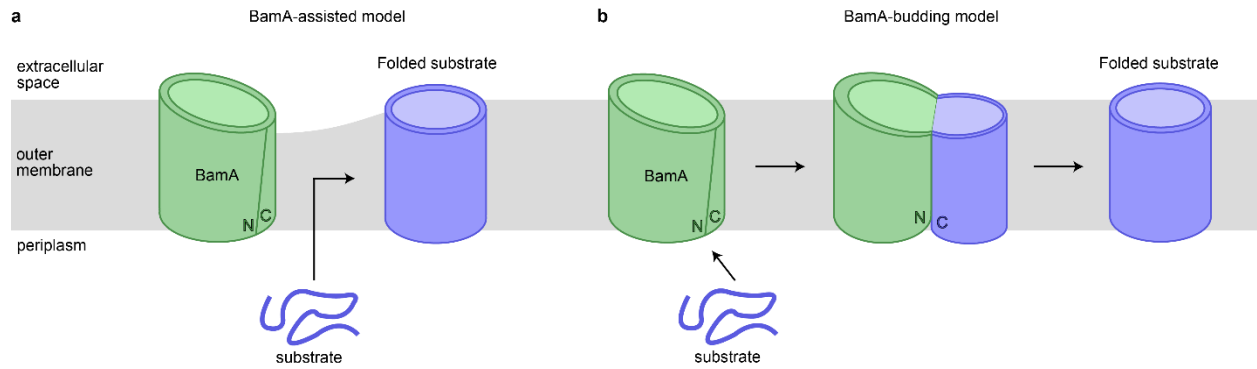 a
BamA-assisted model
extracellular
space
Folded substrate
outer
membrane
BamA
N
C
periplasm
substrate
b
BamA-budding model
Folded substrate
BamA
N
C
N
C
substrate